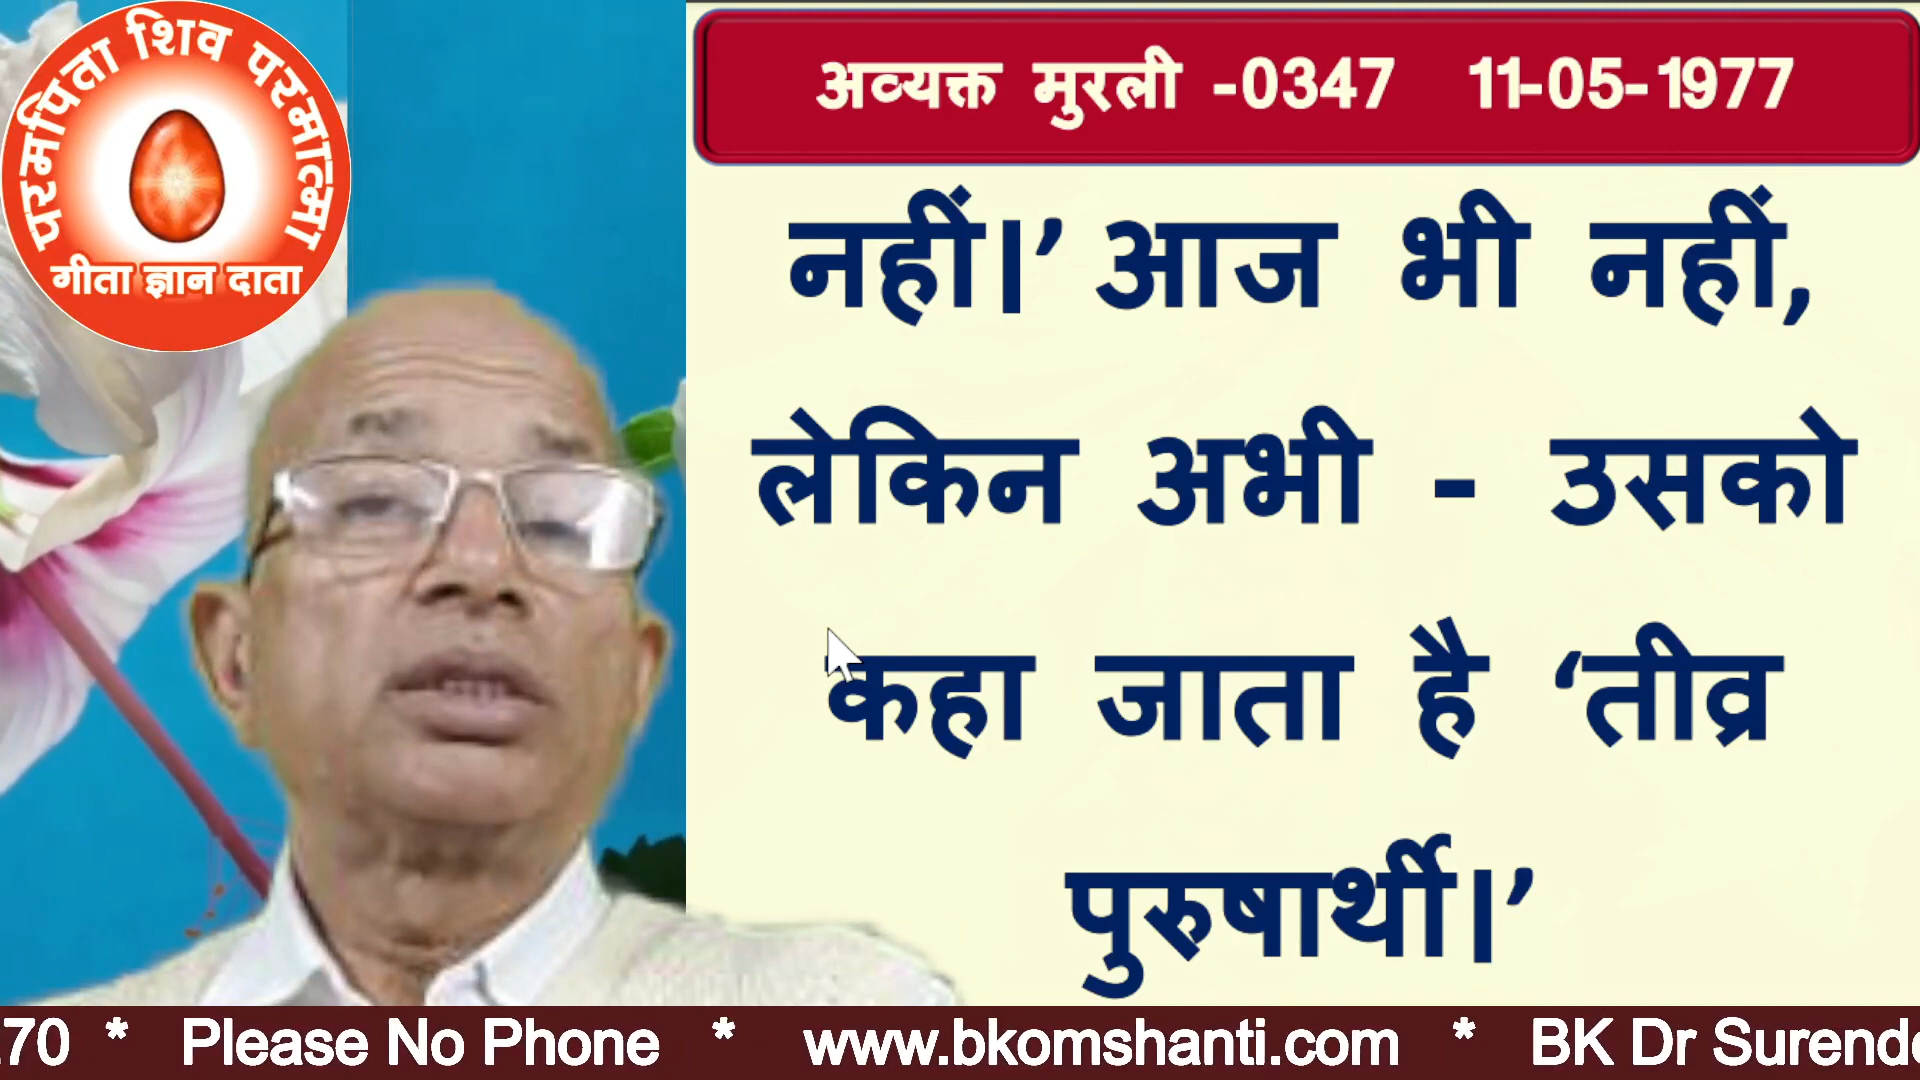 परमपिता शिव परमात्मा
गीता ज्ञान दाता
अव्यक्त मुरली -0347 11-05-1977
नहीं।’ आज भी नहीं,
लेकिन अभी - उसको
कहा जाता है ‘तीव्र
पुरुषार्थी।’
70 * Please No Phone * www.bkomshanti.com * BK Dr